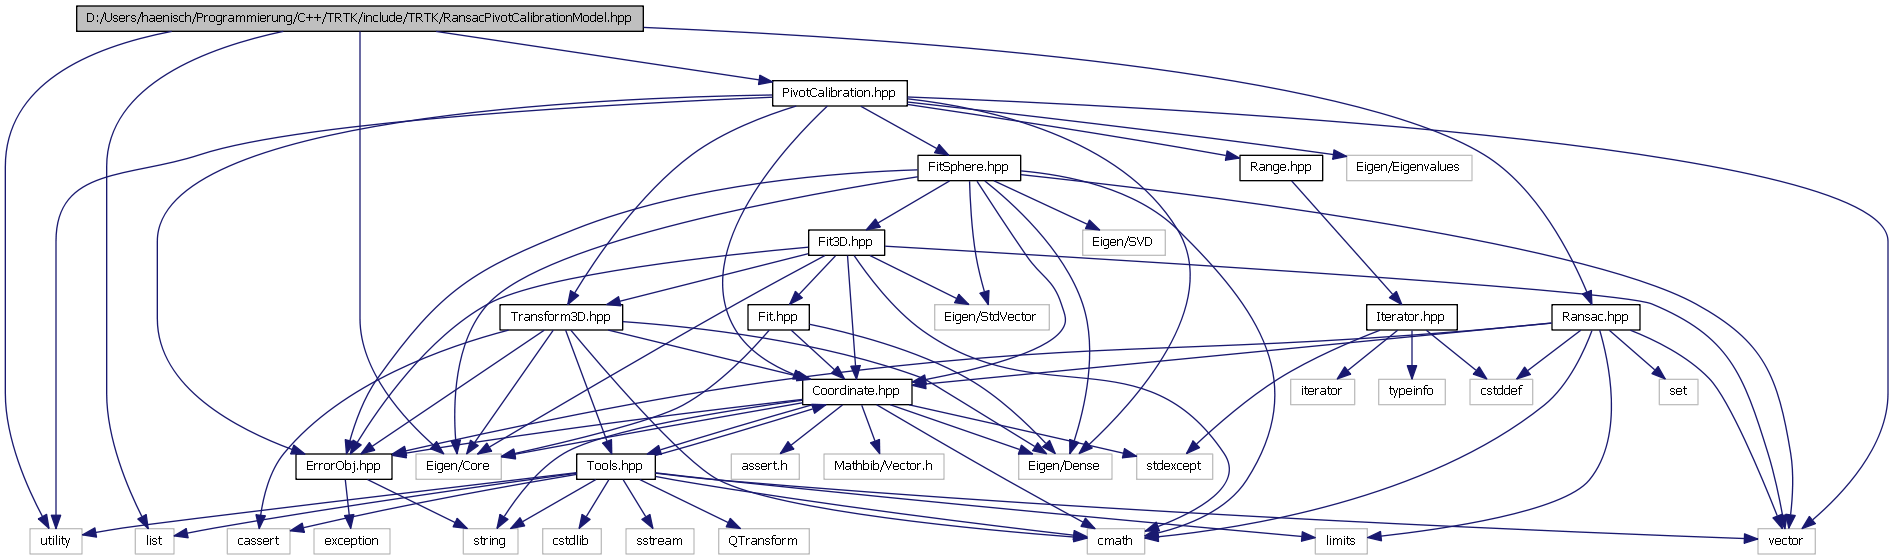 D:/Users/haenisch/Programmierung/C++/TRTK/include/TRTK/RansacPivotCalibrationModel.hpp
PivotCalibration.hpp
FitSphere.hpp
Range.hpp
Eigen/Eigenvalues
Fit3D.hpp
Eigen/SVD
Transform3D.hpp
Fit.hpp
Eigen/StdVector
Iterator.hpp
Ransac.hpp
Coordinate.hpp
iterator
typeinfo
cstddef
set
ErrorObj.hpp
Eigen/Core
Tools.hpp
assert.h
Mathbib/Vector.h
Eigen/Dense
stdexcept
utility
list
cassert
exception
string
cstdlib
sstream
QTransform
cmath
limits
vector